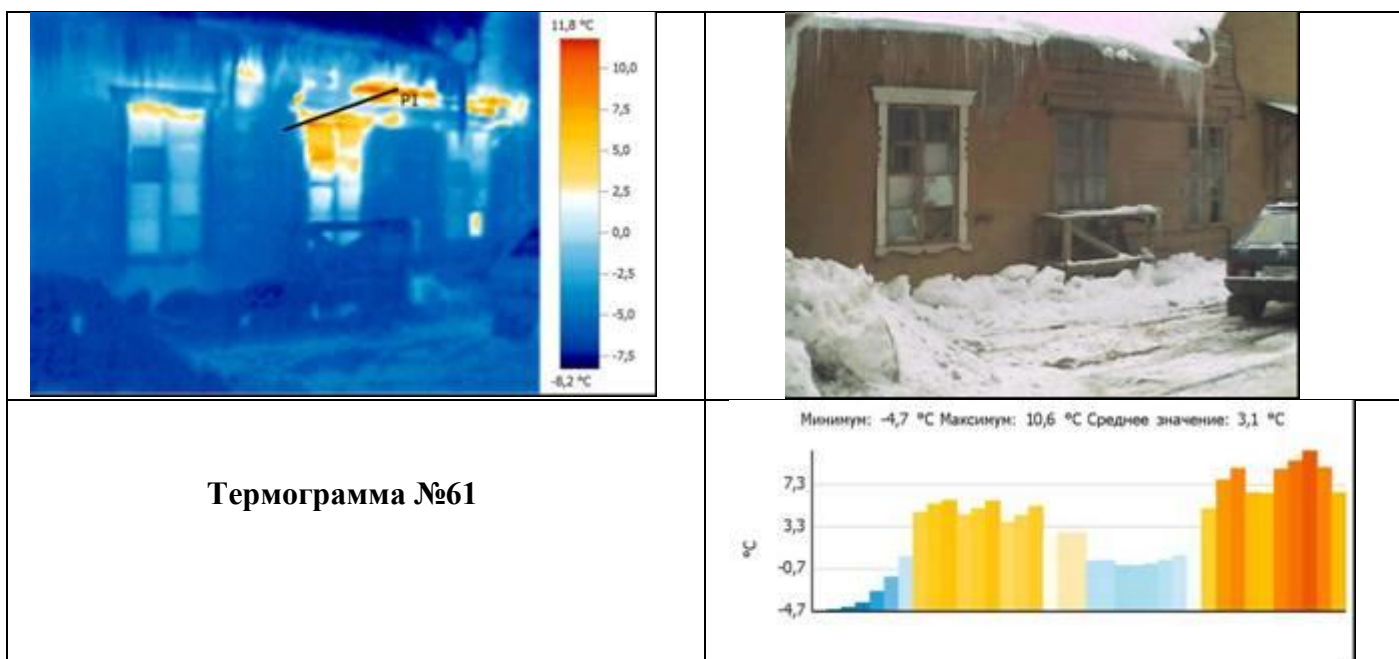 11,8 °C
10,0
7,5
5,0
2,5
0,0
-2,5
-5,0
-7,5
-8,2 °C
P1
Термограмма №61
Минимум: -4,7 °C Максимум: 10,6 °C Среднее значение: 3,1 °C
°C
7,3
3,3
-0,7
-4,7